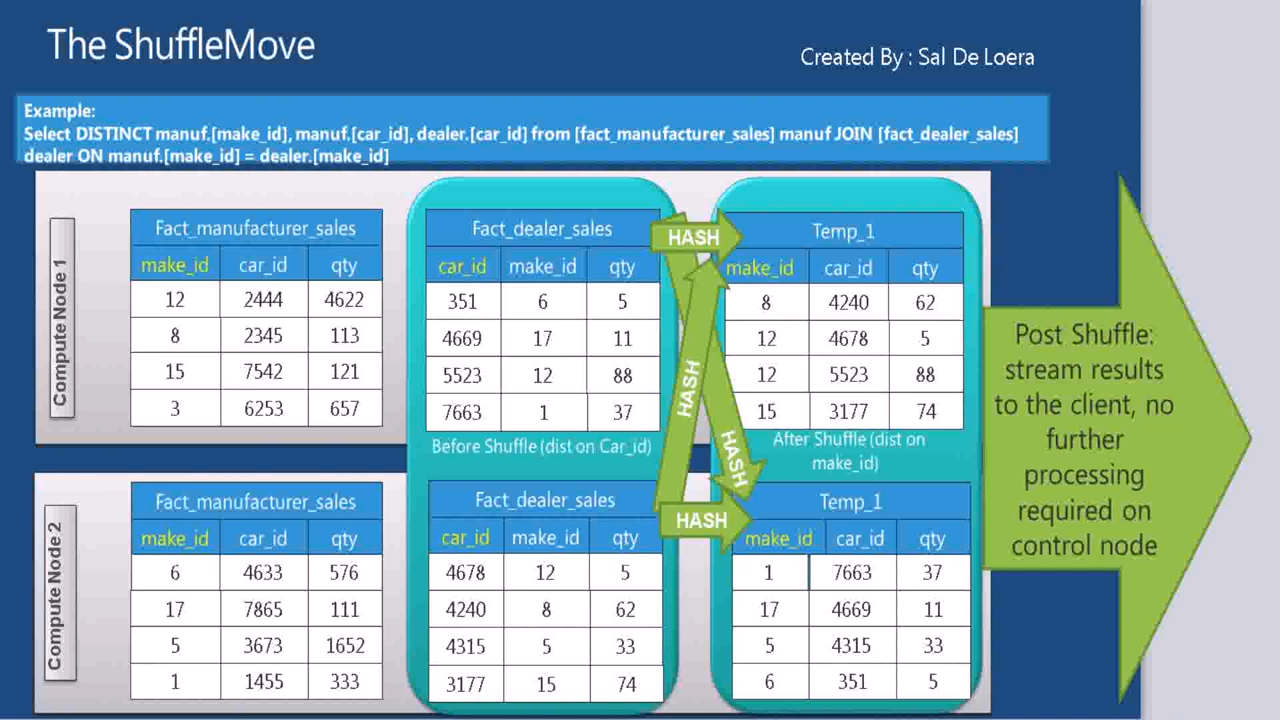 The ShuffleMove
Created By : Sal De Loera
Example:
Select DISTINCT manuf.[make_id], manuf.[car_id], dealer.[car_id] from [fact_manufacturer_sales] manuf JOIN [fact_dealer_sales]
dealer ON manuf.[make_id] = dealer.[make_id]
Compute Node 1
Fact_manufacturer_sales
make_id car_id qty
12 2444 4622
8 2345 113
15 7542 121
3 6253 657
Fact_dealer_sales
car_id make_id qty
351 6 5
4669 17 11
5523 12 88
7663 1 37
Before Shuffle (dist on Car_id)
HASH
HASH
HASH
HASH
Temp_1
make_id car_id qty
8 4240 62
12 4678 5
12 5523 88
15 3177 74
After Shuffle (dist on
make_id)
Compute Node 2
Fact_manufacturer_sales
make_id car_id qty
6 4633 576
17 7865 111
5 3673 1652
1 1455 333
Fact_dealer_sales
car_id make_id qty
4678 12 5
4240 8 62
4315 5 33
3177 15 74
Temp_1
make_id car_id qty
1 7663 37
17 4669 11
5 4315 33
6 351 5
Post Shuffle:
stream results
to the client, no
further
processing
required on
control node